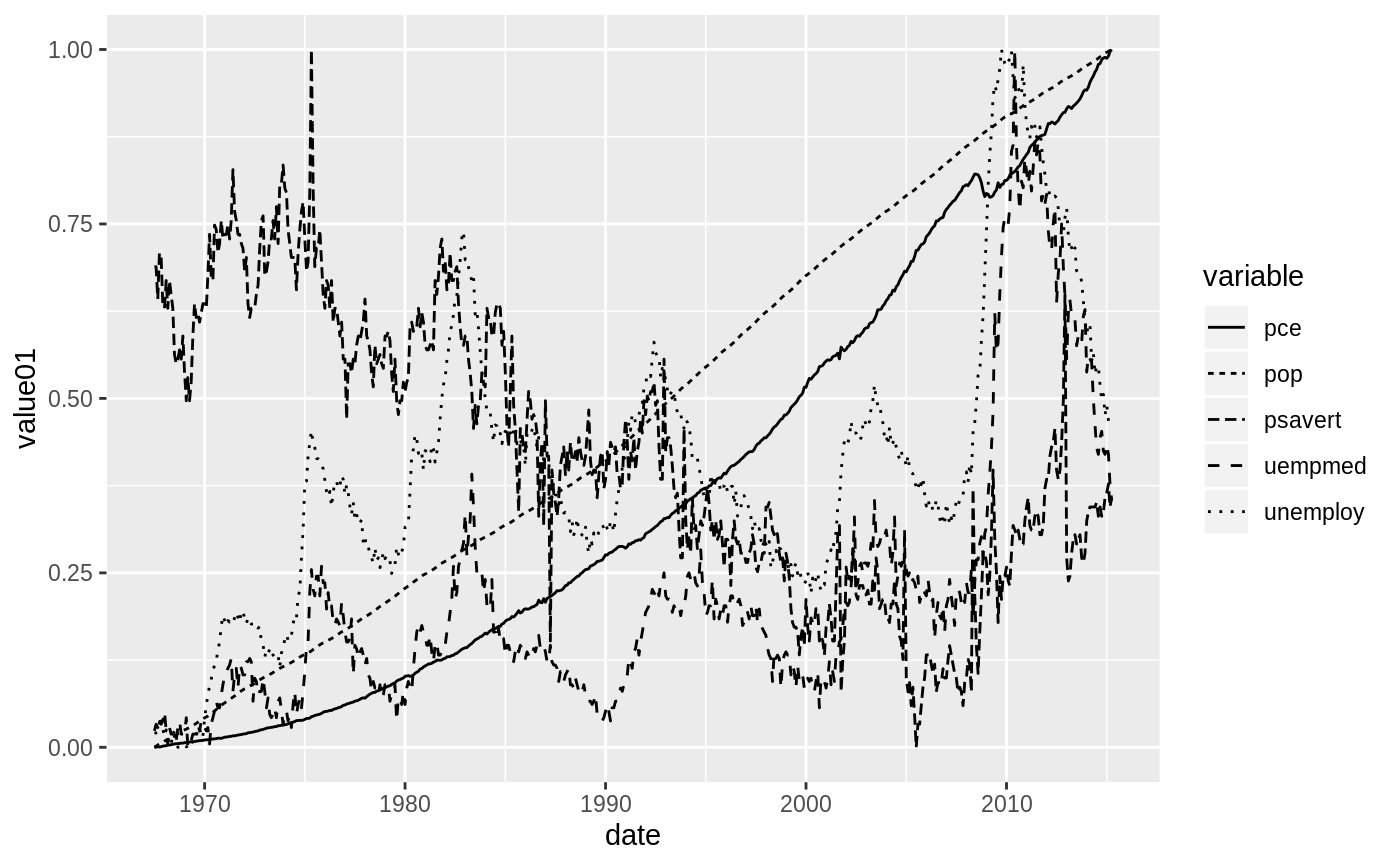 1.00
0.75
0.50
0.25
0.00
value01
1970 1980 1990 2000 2010
date
variable
pce
pop
psavert
uempmed
unemploy